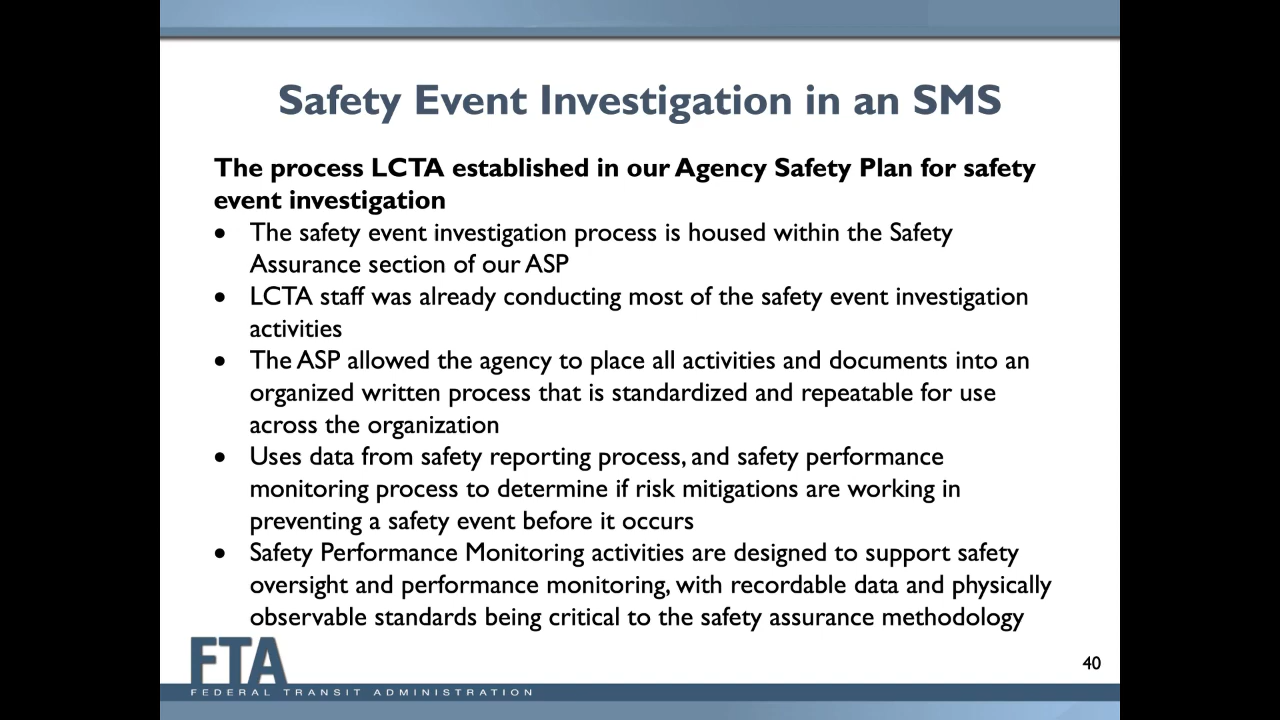 Safety Event Investigation in an SMS
The process LCTA established in our Agency Safety Plan for safety
event investigation
• The safety event investigation process is housed within the Safety
Assurance section of our ASP
• LCTA staff was already conducting most of the safety event investigation
activities
• The ASP allowed the agency to place all activities and documents into an
organized written process that is standardized and repeatable for use
across the organization
• Uses data from safety reporting process, and safety performance
monitoring process to determine if risk mitigations are working in
preventing a safety event before it occurs
• Safety Performance Monitoring activities are designed to support safety
oversight and performance monitoring, with recordable data and physically
observable standards being critical to the safety assurance methodology
FTA
FEDERAL TRANSIT ADMINISTRATION
40